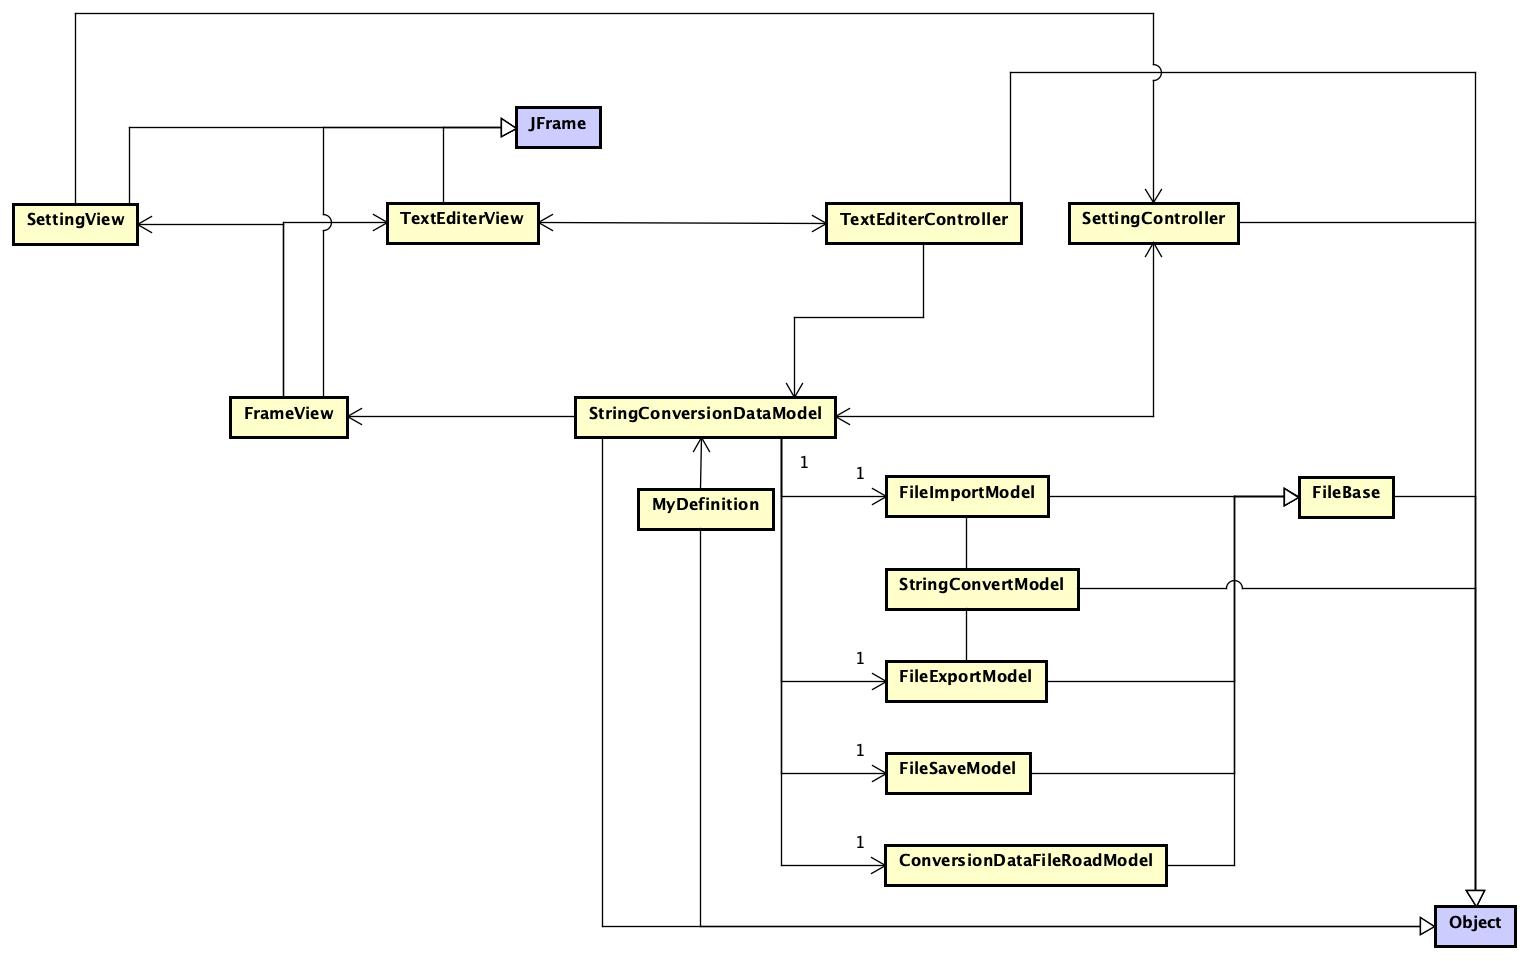 JFrame
SettingView
TextEditerView
TextEditerController
SettingController
FrameView
StringConversionDataModel
1
1
FileImportModel
FileBase
MyDefinition
StringConvertModel
1
FileExportModel
1
FileSaveModel
1
ConversionDataFileRoadModel
Object